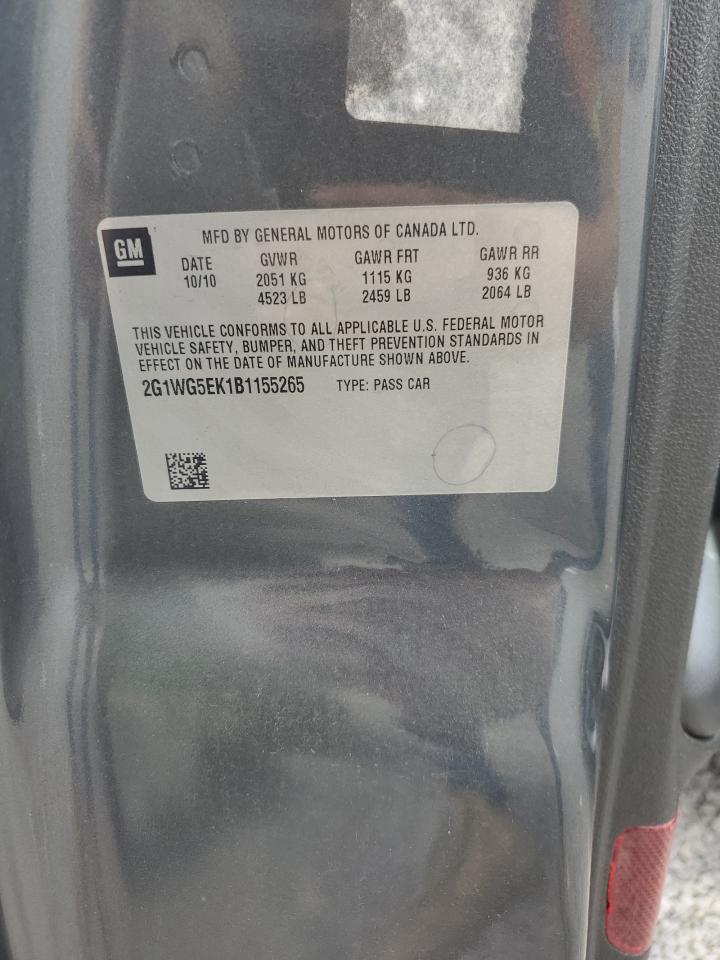 GM
MFD BY GENERAL MOTORS OF CANADA LTD.
DATE GVWR GAWR FRT GAWR RR
10/10 2051 KG 1115 KG 936 KG
4523 LB 2459 LB 2064 LB
THIS VEHICLE CONFORMS TO ALL APPLICABLE U.S. FEDERAL MOTOR
VEHICLE SAFETY, BUMPER, AND THEFT PREVENTION STANDARDS IN
EFFECT ON THE DATE OF MANUFACTURE SHOWN ABOVE.
2G1WG5EK1B1155265 TYPE: PASS CAR